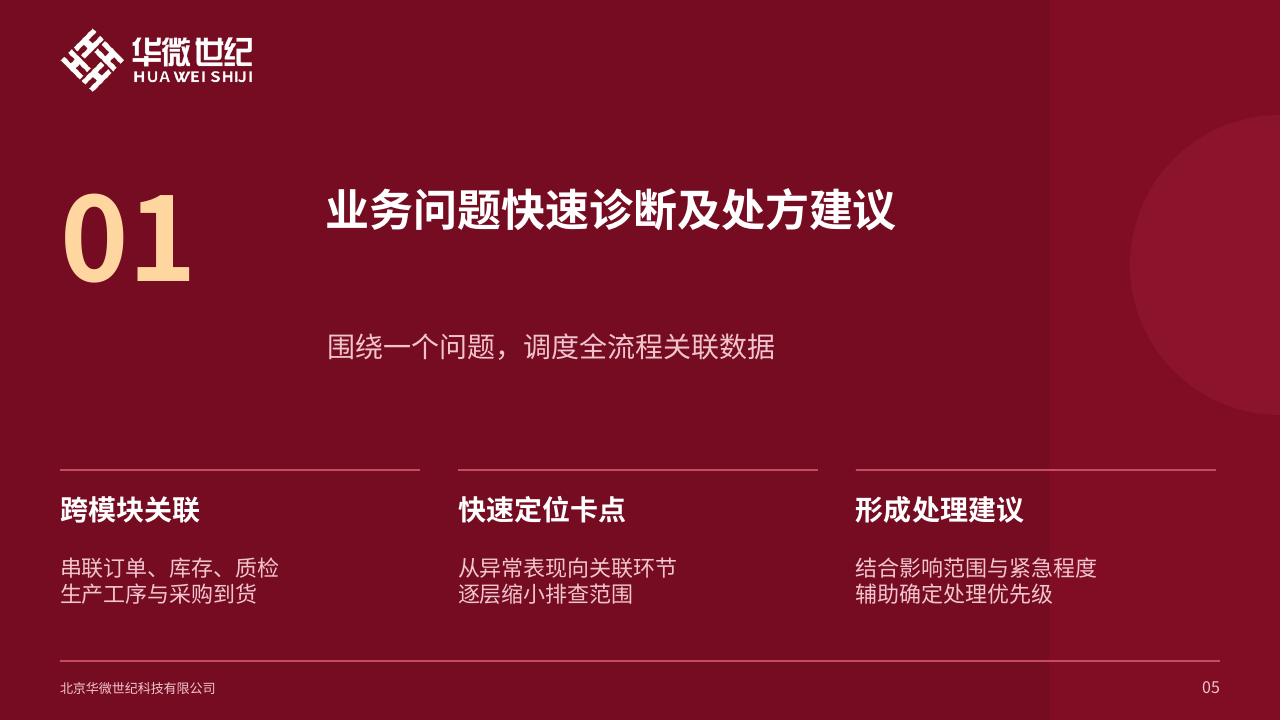 华微世纪
HUA WEI SHIJI
01
业务问题快速诊断及处方建议
围绕一个问题，调度全流程关联数据
跨模块关联
串联订单、库存、质检
生产工序与采购到货
快速定位卡点
从异常表现向关联环节
逐层缩小排查范围
形成处理建议
结合影响范围与紧急程度
辅助确定处理优先级
北京华微世纪科技有限公司
05